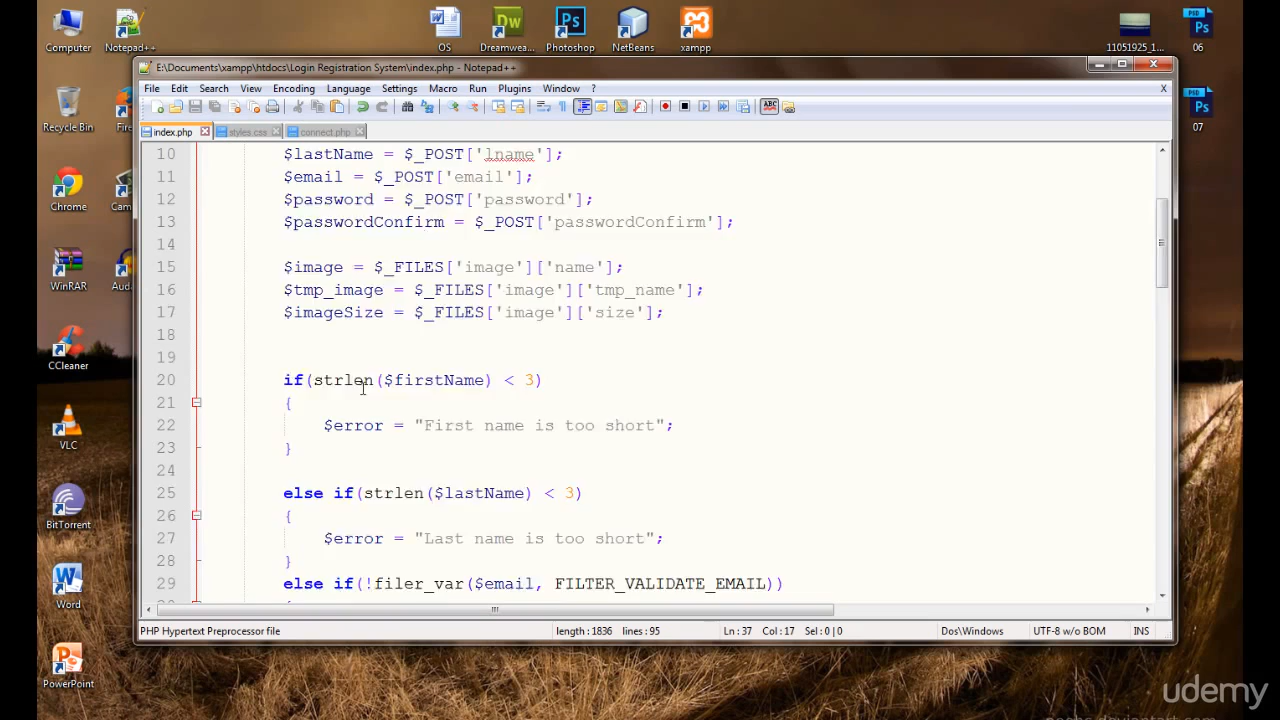 Computer
Notepad++
OS
Dreamwea...
Photoshop
NetBeans
xampp
11051925_1...
06
E:\Documents\xampp\htdocs\Login Registration System\index.php - Notepad++
File Edit Search View Encoding Language Settings Macro Run Plugins Window ? X
index.php styles.css connect.php
10 $lastName = $_POST['lname'];
11 $email = $_POST['email'];
12 $password = $_POST['password'];
13 $passwordConfirm = $_POST['passwordConfirm'];
14
15 $image = $_FILES['image']['name'];
16 $tmp_image = $_FILES['image']['tmp_name'];
17 $imageSize = $_FILES['image']['size'];
18
19
20 if(strlen($firstName) < 3)
21 {
22 $error = "First name is too short";
23 }
24
25 else if(strlen($lastName) < 3)
26 {
27 $error = "Last name is too short";
28 }
29 else if(!filer_var($email, FILTER_VALIDATE_EMAIL))
PHP Hypertext Preprocessor file length : 1836 lines : 95 Ln : 37 Col : 17 Sel : 0 | 0 Dos\Windows UTF-8 w/o BOM INS
Recycle Bin
Fire
07
Chrome
Gam
WinRAR
Auda
CCleaner
VLC
BitTorrent
Word
PowerPoint
udemy